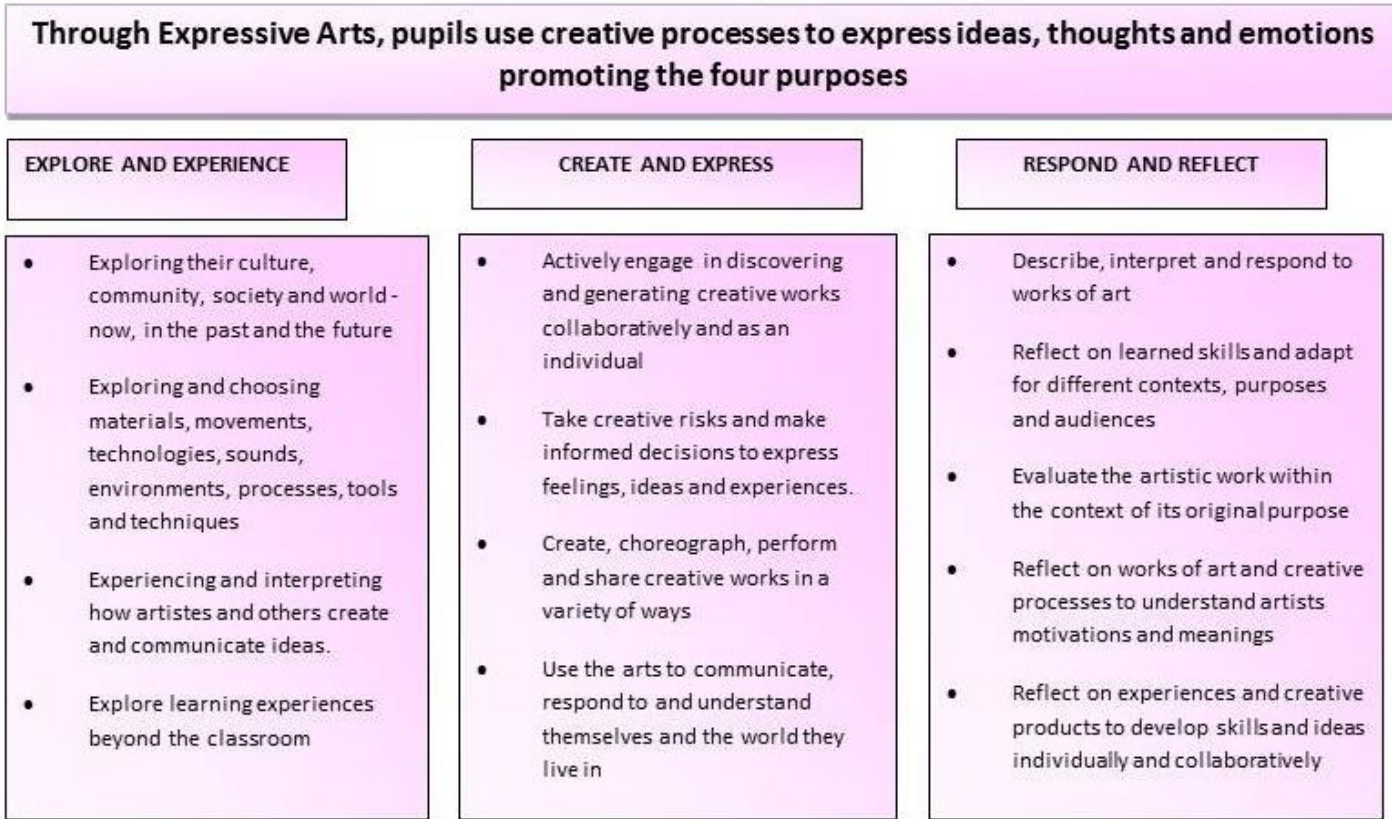 Through Expressive Arts, pupils use creative processes to express ideas, thoughts and emotions
promoting the four purposes
EXPLORE AND EXPERIENCE
Exploring their culture,
community, society and world -
now, in the past and the future
Exploring and choosing
materials, movements,
technologies, sounds,
environments, processes, tools
and techniques
Experiencing and interpreting
how artistes and others create
and communicate ideas.
Explore learning experiences
beyond the classroom
CREATE AND EXPRESS
Actively engage in discovering
and generating creative works
collaboratively and as an
individual
Take creative risks and make
informed decisions to express
feelings, ideas and experiences.
Create, choreograph, perform
and share creative works in a
variety of ways
Use the arts to communicate,
respond to and understand
themselves and the world they
live in
RESPOND AND REFLECT
Describe, interpret and respond to
works of art
Reflect on learned skills and adapt
for different contexts, purposes
and audiences
Evaluate the artistic work within
the context of its original purpose
Reflect on works of art and creative
processes to understand artists
motivations and meanings
Reflect on experiences and creative
products to develop skills and ideas
individually and collaboratively